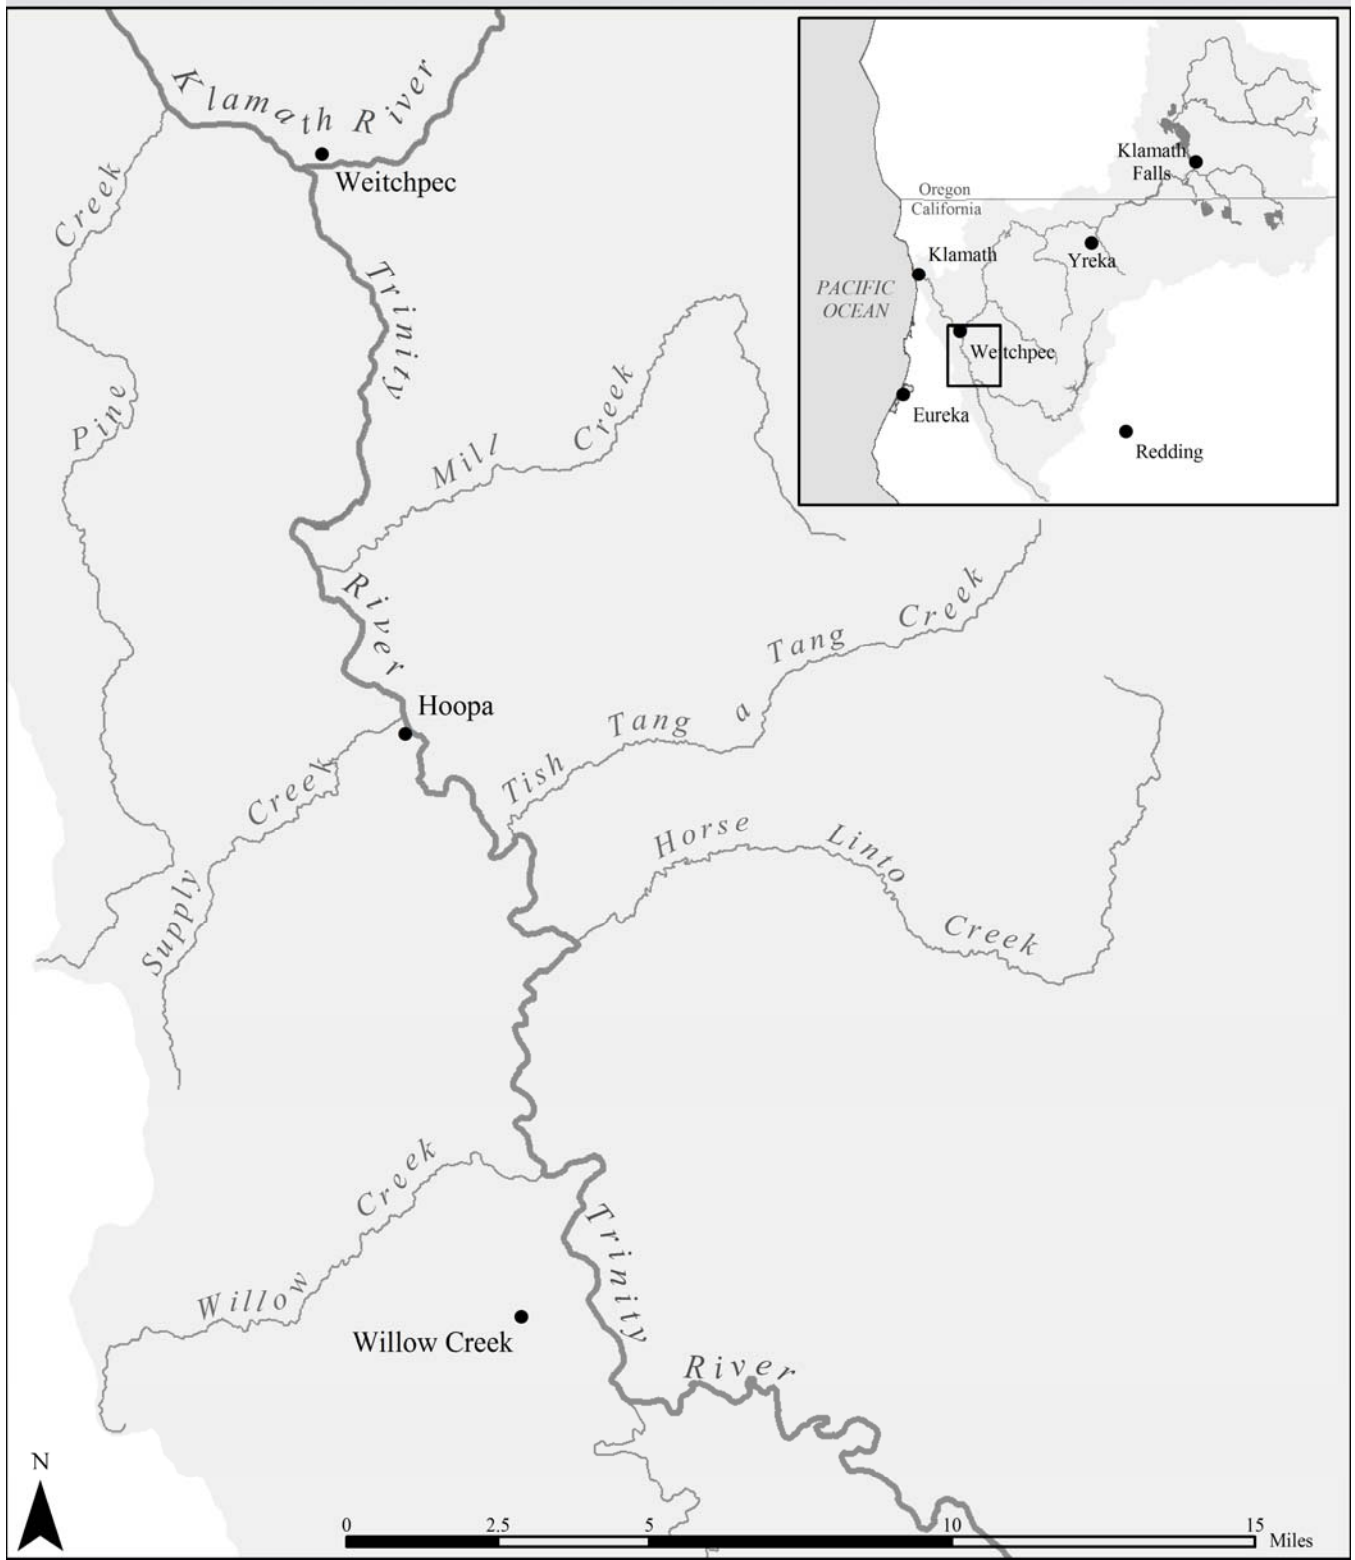 Klamath River
Weitchpec
Pine Creek
Trinity River
Mill Creek
Hoopa
Supply Creek
Tish Tang a Tang Creek
Horse Linto Creek
Willow Creek
Willow Creek
Trinity River
N
0 2.5 5 10 15 Miles
Klamath
Falls
Oregon
California
Klamath
Yreka
PACIFIC
OCEAN
Weitchpec
Eureka
Redding